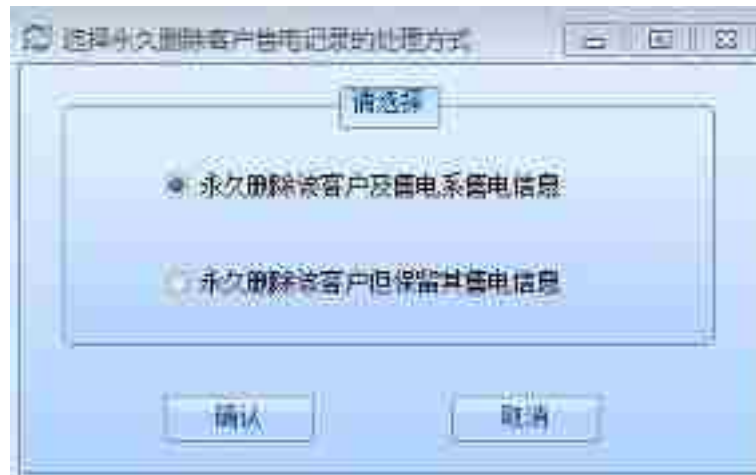 选择永久删除客户售电记录的处理方式
请选择
永久删除该客户及售电系售电信息
永久删除该客户但保留其售电信息
确认
取消